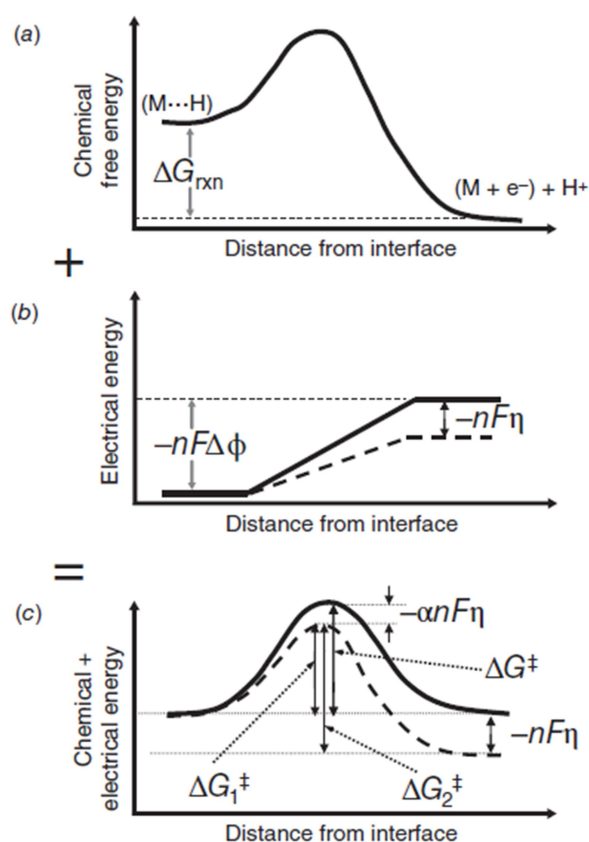 (a)
Chemical
free energy
(M···H)
ΔGrxn
(M + e–) + H+
Distance from interface
+
(b)
Electrical energy
–nFΔϕ
–nFη
Distance from interface
=
(c)
Chemical +
electrical energy
–αnFη
ΔG‡
–nFη
ΔG1‡
ΔG2‡
Distance from interface